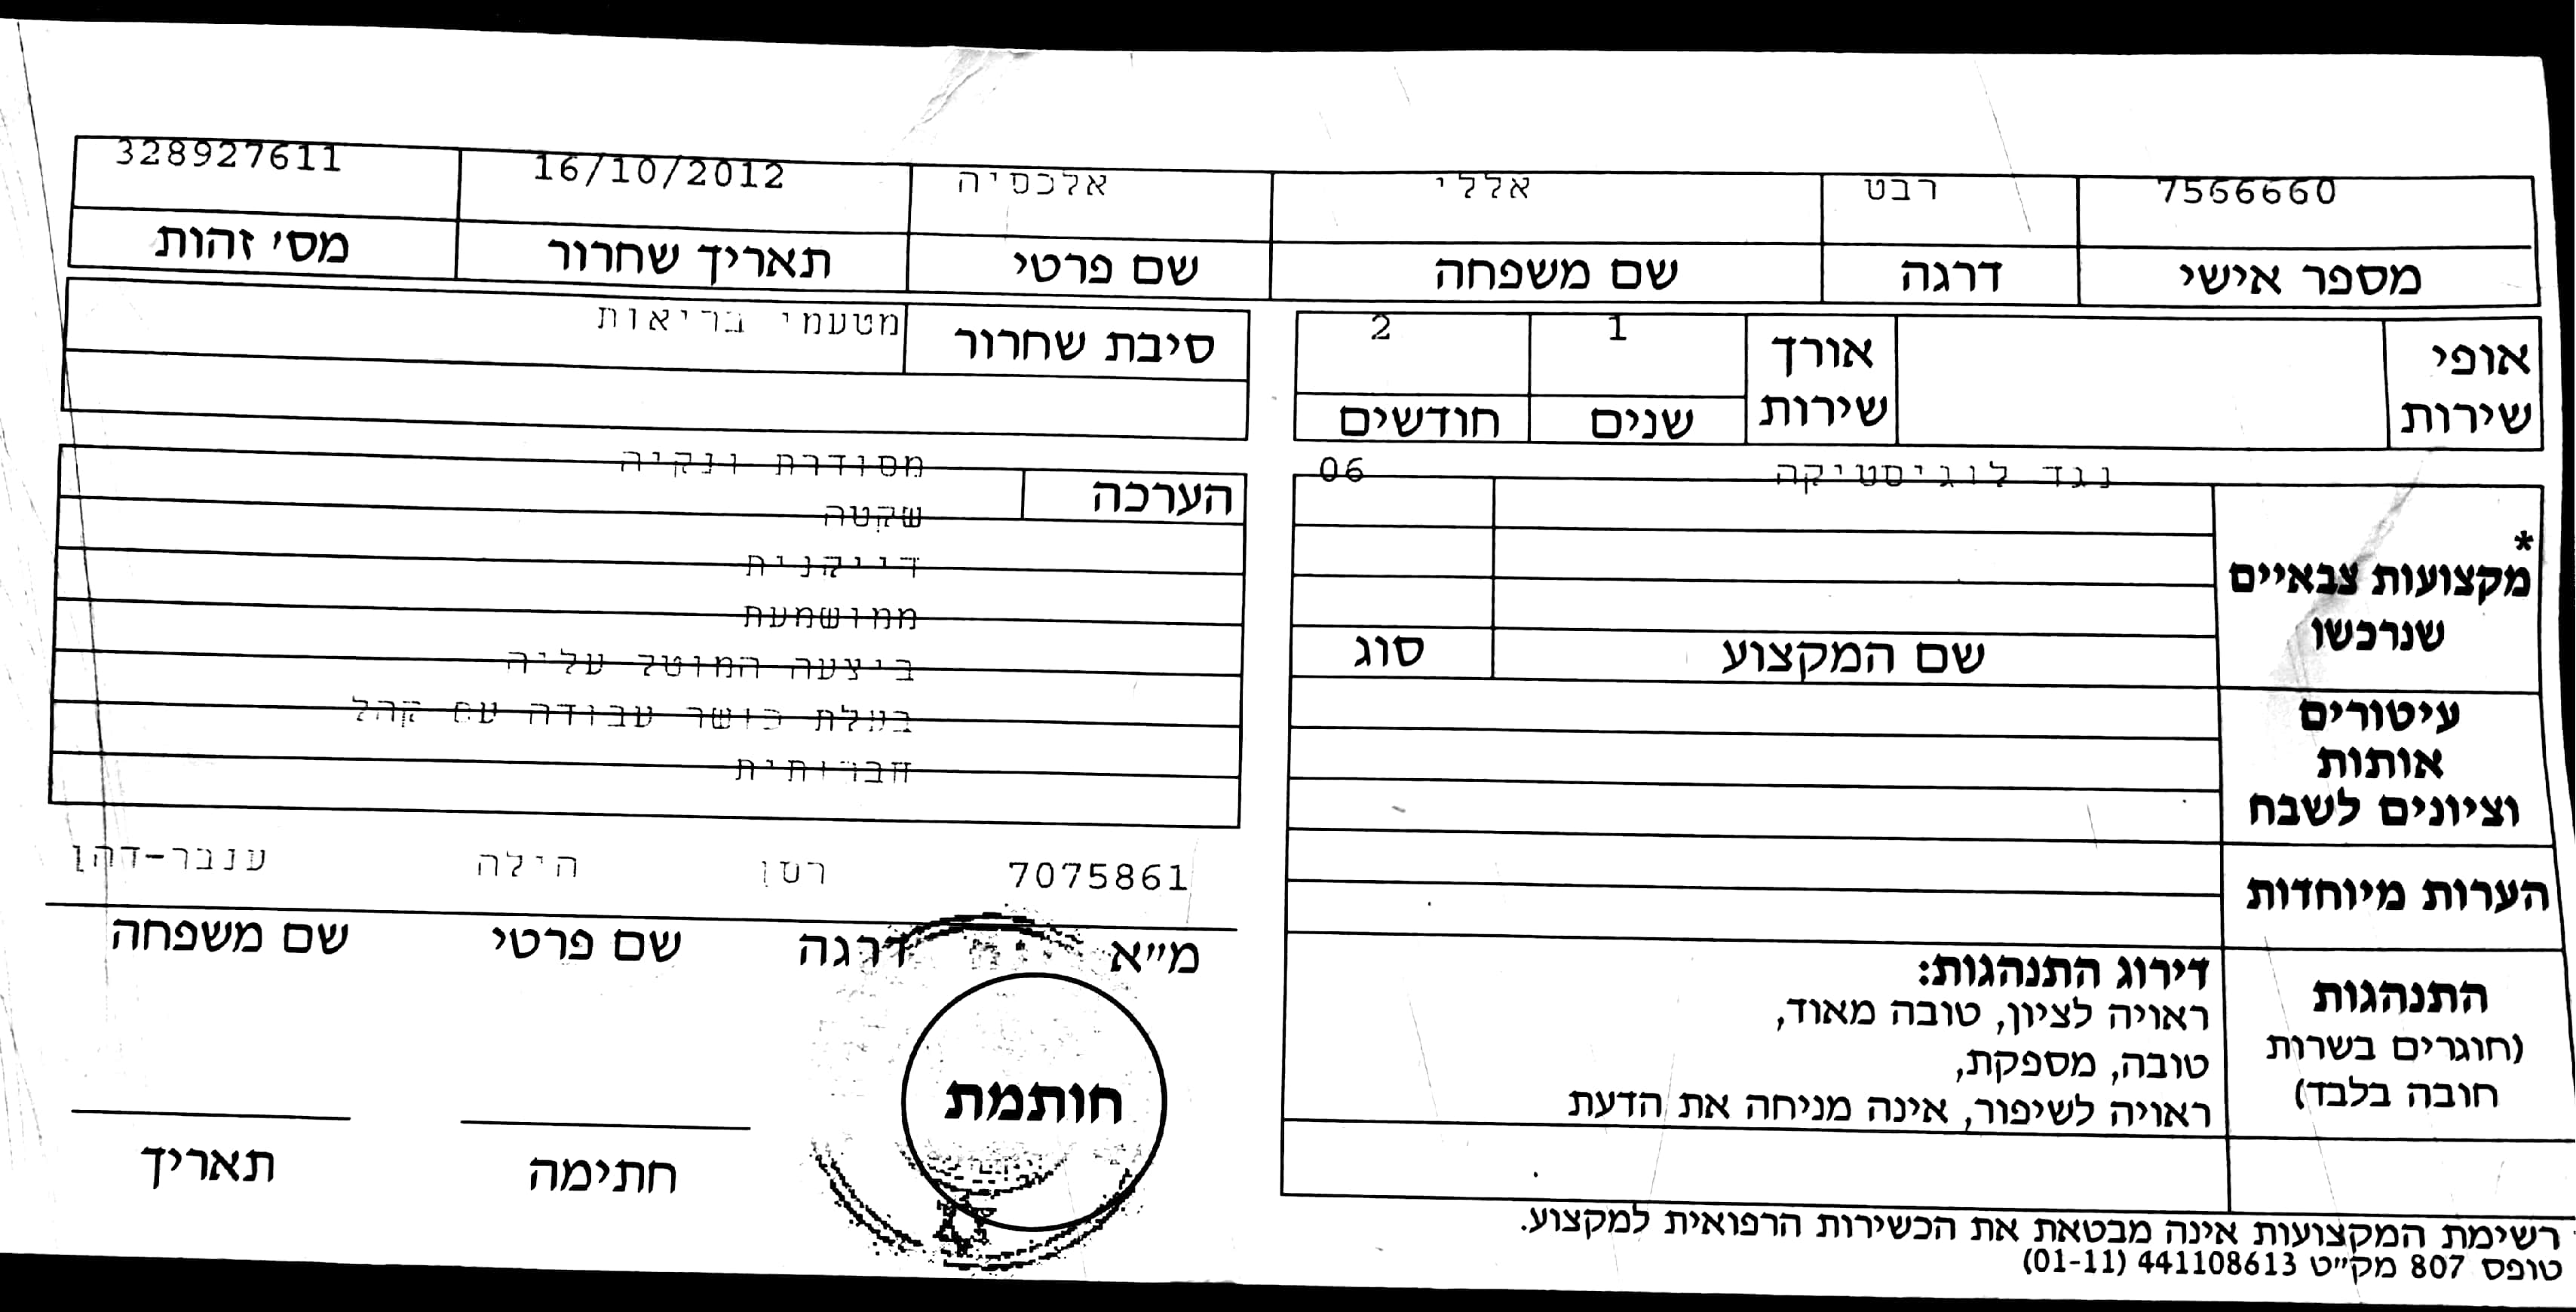 7566660 רבט אללי אלכסיה 16/10/2012 328927611
מספר אישי דרגה שם משפחה שם פרטי תאריך שחרור מס׳ זהות
אופי שירות
אורך שירות
1 2
שנים חודשים
סיבת שחרור מטעמי בריאות
נגד לוגיסטיקה 06
* מקצועות צבאיים שנרכשו
שם המקצוע סוג
עיטורים
אותות
וציונים לשבח
הערות מיוחדות
התנהגות
(חוגרים בשרות
חובה בלבד)
דירוג התנהגות:
ראויה לציון, טובה מאוד,
טובה, מספקת,
ראויה לשיפור, אינה מניחה את הדעת
הערכה
מסודרת ונקיה
שקטה
דייקנית
ממושמעת
ביצעה המוטל עליה
בעלת כושר עבודה עם קהל
חברותית
7075861 רסן הילה ענבר-דהן
מ״א דרגה שם פרטי שם משפחה
חותמת
חתימה תאריך
רשימת המקצועות אינה מבטאת את הכשירות הרפואית למקצוע.
טופס 807 מק״ט 441108613 (01-11)